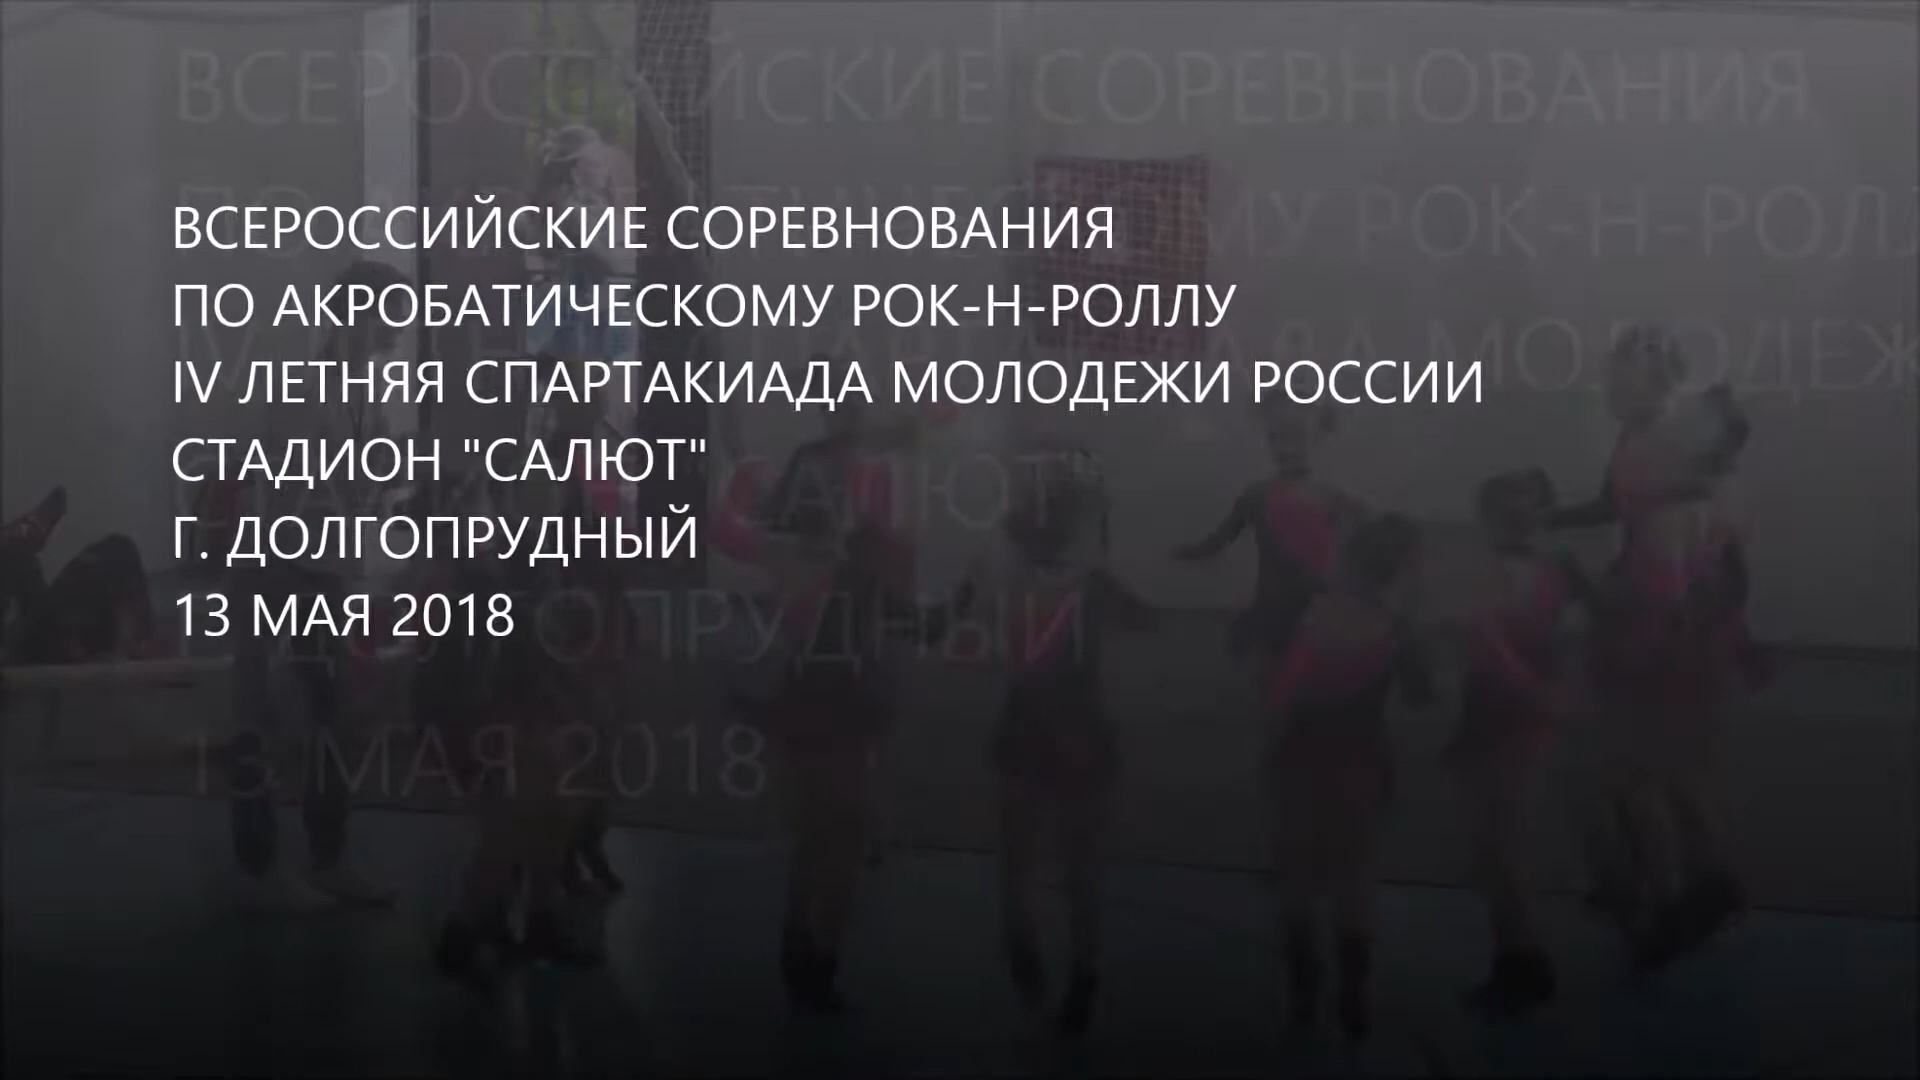 ВСЕРОССИЙСКИЕ СОРЕВНОВАНИЯ
ПО АКРОБАТИЧЕСКОМУ РОК-Н-РОЛЛУ
IV ЛЕТНЯЯ СПАРТАКИАДА МОЛОДЕЖИ РОССИИ
СТАДИОН "САЛЮТ"
Г. ДОЛГОПРУДНЫЙ
13 МАЯ 2018